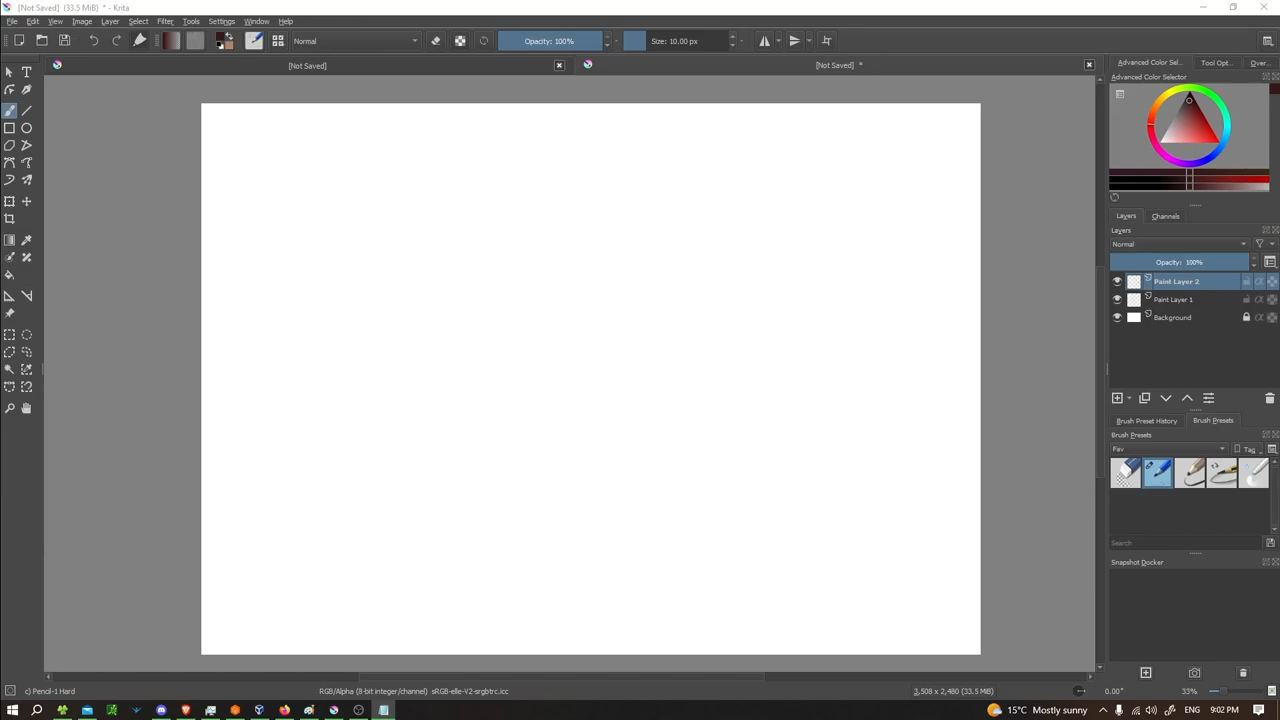 [Not Saved] (33.5 MiB) * - Krita
File Edit View Image Layer Select Filter Tools Settings Window Help
Normal Opacity: 100% Size: 10.00 px
[Not Saved] [Not Saved] *
Advanced Color Sel... Tool Opt... Over...
Advanced Color Selector
Layers Channels
Layers
Normal
Opacity: 100%
Paint Layer 2
Paint Layer 1
Background
Brush Preset History Brush Presets
Brush Presets
Fav Tag
Search
Snapshot Docker
c) Pencil-1 Hard RGB/Alpha (8-bit integer/channel) sRGB-elle-V2-srgbtrc.icc 3,508 x 2,480 (33.5 MiB) 0.00° 33%
15°C Mostly sunny ENG 9:02 PM